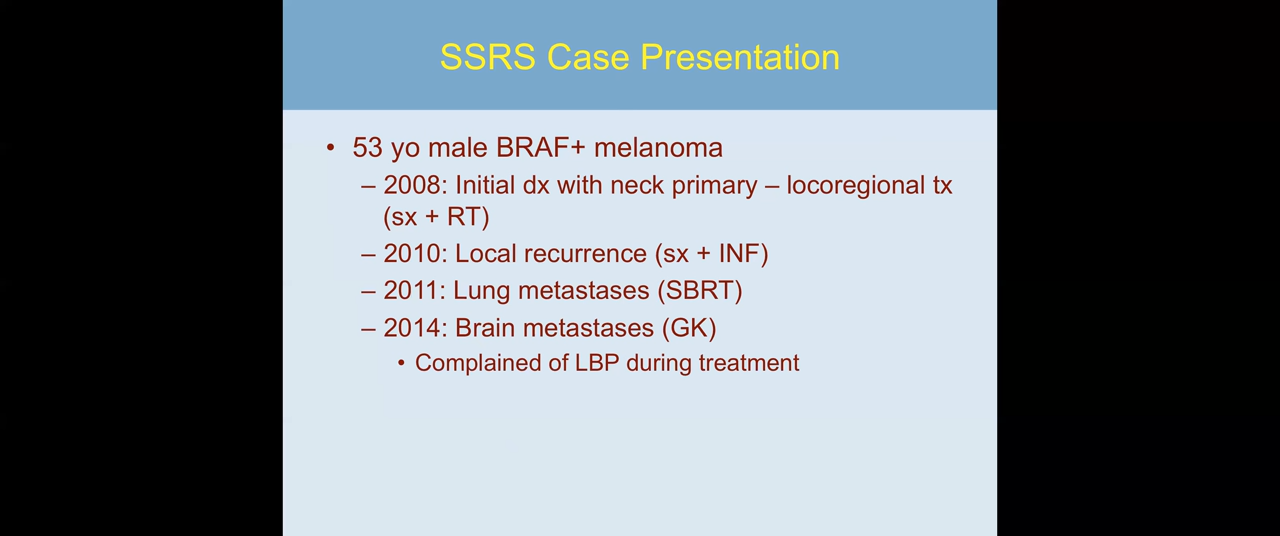 SSRS Case Presentation
• 53 yo male BRAF+ melanoma
– 2008: Initial dx with neck primary – locoregional tx
(sx + RT)
– 2010: Local recurrence (sx + INF)
– 2011: Lung metastases (SBRT)
– 2014: Brain metastases (GK)
• Complained of LBP during treatment